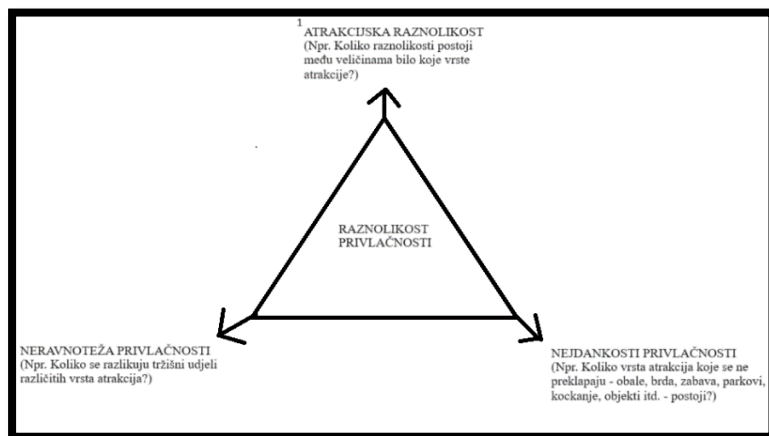 1
ATRAKCIJSKA RAZNOLIKOST
(Npr. Koliko raznolikosti postoji
među veličinama bilo koje vrste
atrakcije?)
RAZNOLIKOST
PRIVLAČNOSTI
NERAVNOTEŽA PRIVLAČNOSTI
(Npr. Koliko se razlikuju tržišni udjeli
različitih vrsta atrakcija?)
NEJDANKOSTI PRIVLAČNOSTI
(Npr. Koliko vrsta atrakcija koje se ne
preklapaju - obale, brda, zabava, parkovi,
kockanje, objekti itd. - postoji?)